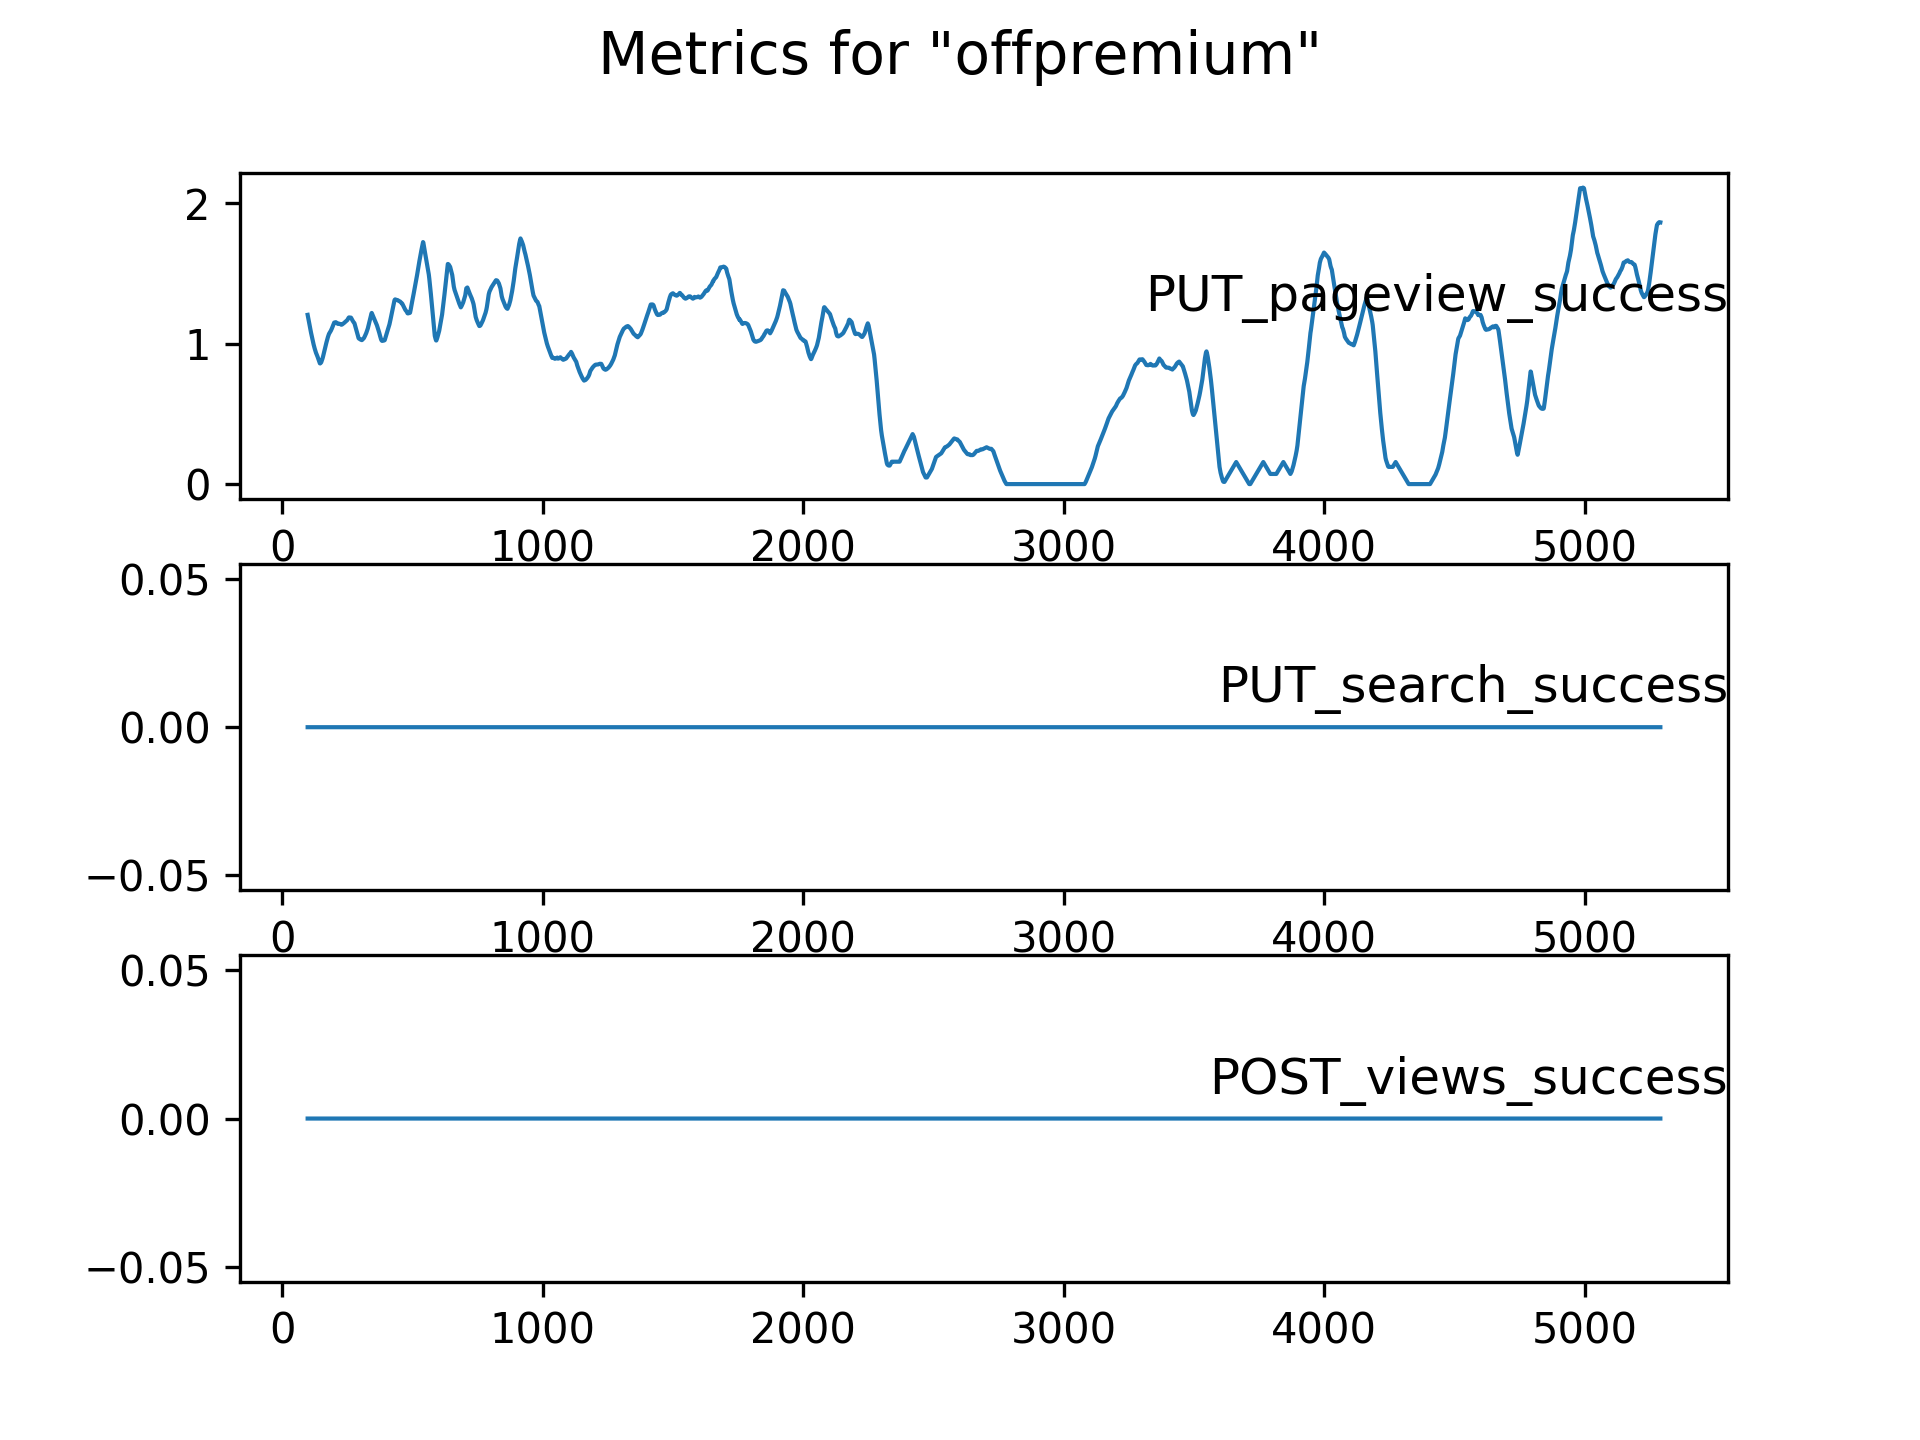 Metrics for "offpremium"
2
1
0
PUT_pageview_success
0 1000 2000 3000 4000 5000
0.05
0.00
−0.05
PUT_search_success
0 1000 2000 3000 4000 5000
0.05
0.00
−0.05
POST_views_success
0 1000 2000 3000 4000 5000